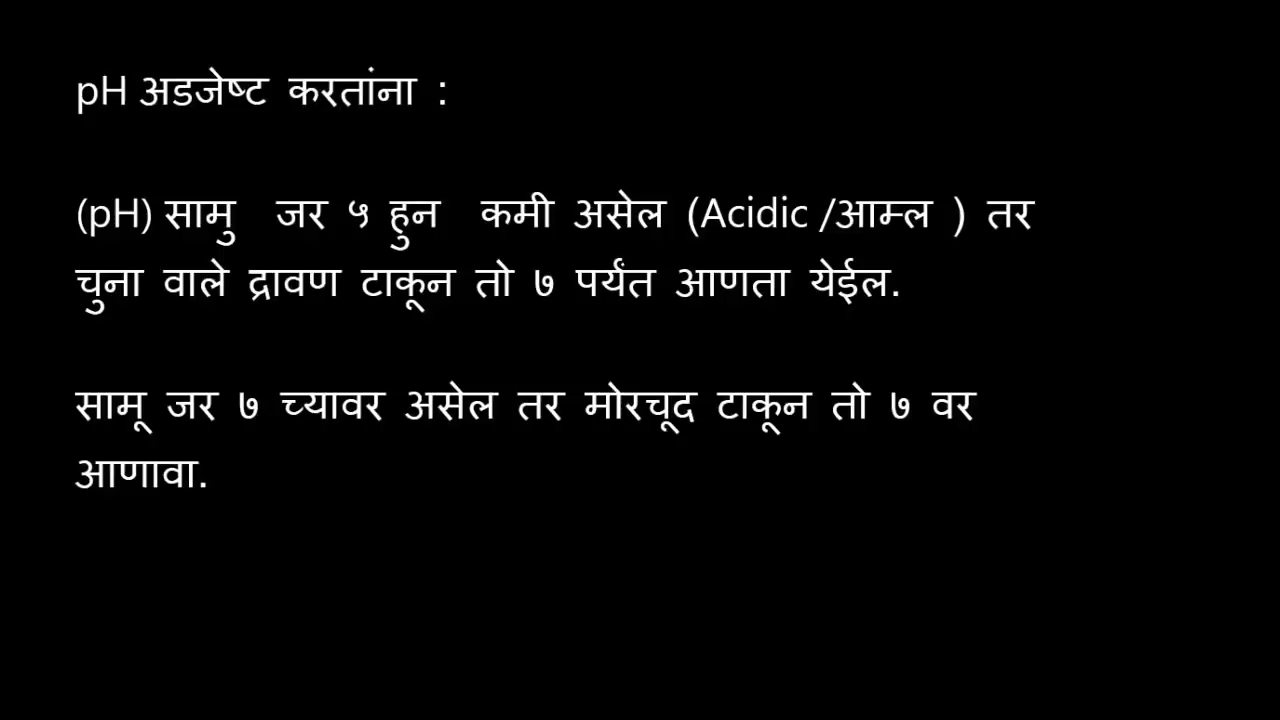 pH अडजेष्ट करतांना :
(pH) सामु जर ५ हुन कमी असेल (Acidic /आम्ल ) तर
चुना वाले द्रावण टाकून तो ७ पर्यंत आणता येईल.
सामू जर ७ च्यावर असेल तर मोरचूद टाकून तो ७ वर
आणावा.